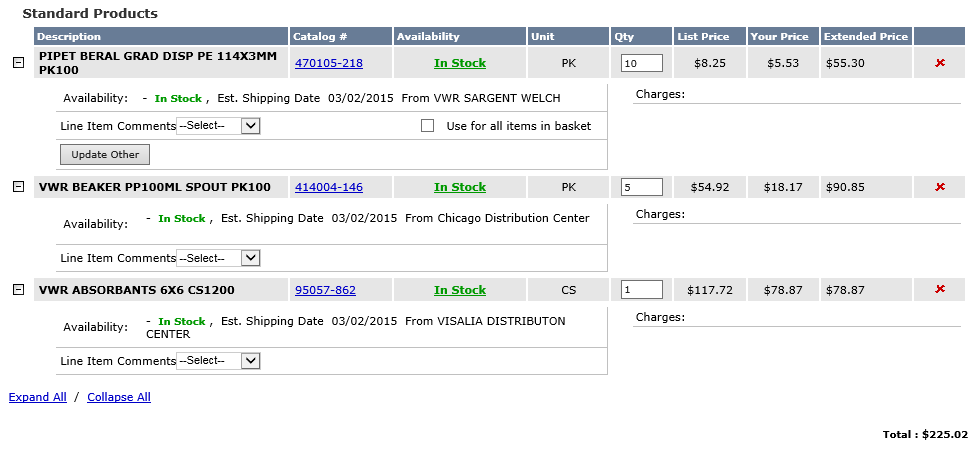 Standard Products
Description Catalog # Availability Unit Qty List Price Your Price Extended Price
PIPET BERAL GRAD DISP PE 114X3MM PK100 470105-218 In Stock PK 10 $8.25 $5.53 $55.30
Availability: - In Stock , Est. Shipping Date 03/02/2015 From VWR SARGENT WELCH Charges:
Line Item Comments --Select-- Use for all items in basket
Update Other
VWR BEAKER PP100ML SPOUT PK100 414004-146 In Stock PK 5 $54.92 $18.17 $90.85
Availability: - In Stock , Est. Shipping Date 03/02/2015 From Chicago Distribution Center Charges:
Line Item Comments --Select--
VWR ABSORBANTS 6X6 CS1200 95057-862 In Stock CS 1 $117.72 $78.87 $78.87
Availability: - In Stock , Est. Shipping Date 03/02/2015 From VISALIA DISTRIBUTON CENTER Charges:
Line Item Comments --Select--
Expand All / Collapse All
Total : $225.02